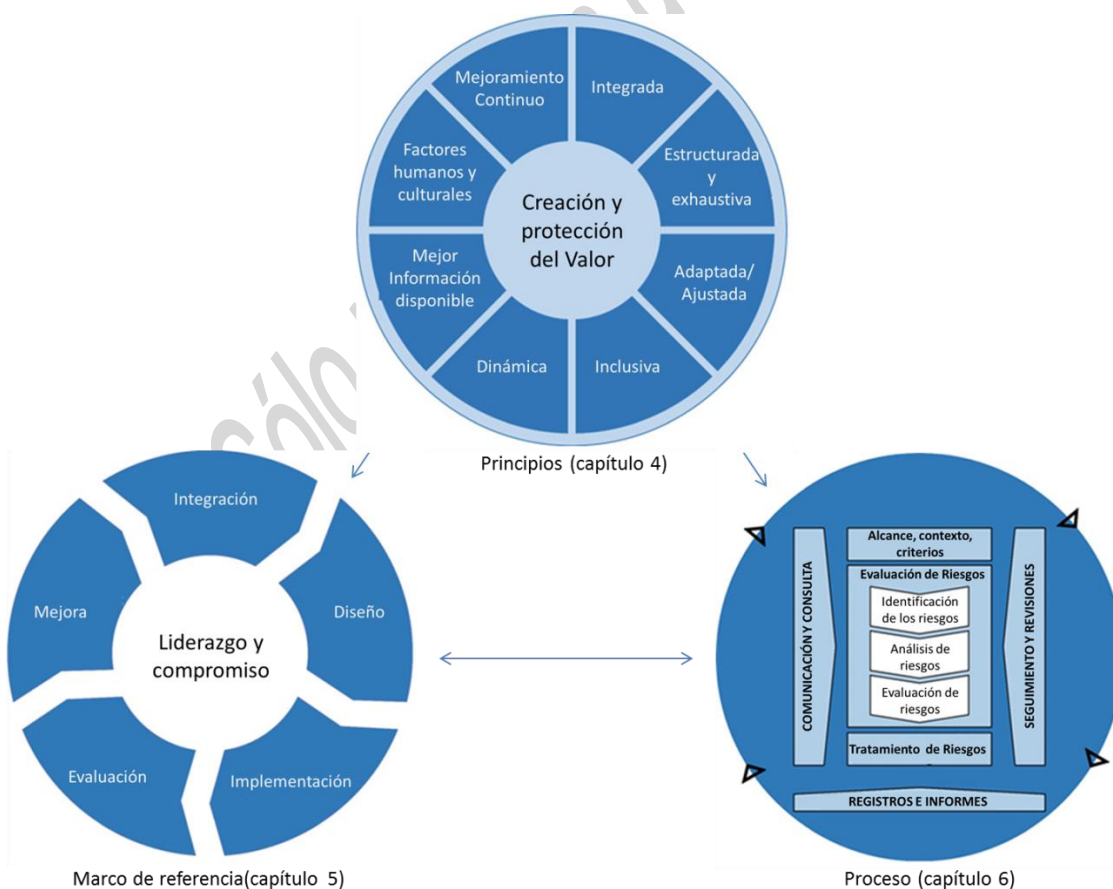 Mejoramiento
Continuo
Integrada
Factores
humanos y
culturales
Estructurada
y
exhaustiva
Creación y
protección
del Valor
Mejor
Información
disponible
Adaptada/
Ajustada
Dinámica
Inclusiva
sólo
Principios (capítulo 4)
Integración
Mejora
Diseño
Liderazgo y
compromiso
Evaluación
Implementación
Marco de referencia(capítulo 5)
Alcance, contexto,
criterios
Evaluación de Riesgos
Identificación
de los riesgos
Análisis de
riesgos
Evaluación de
riesgos
Tratamiento de Riesgos
COMUNICACIÓN Y CONSULTA
SEGUIMIENTO Y REVISIONES
REGISTROS E INFORMES
Proceso (capítulo 6)